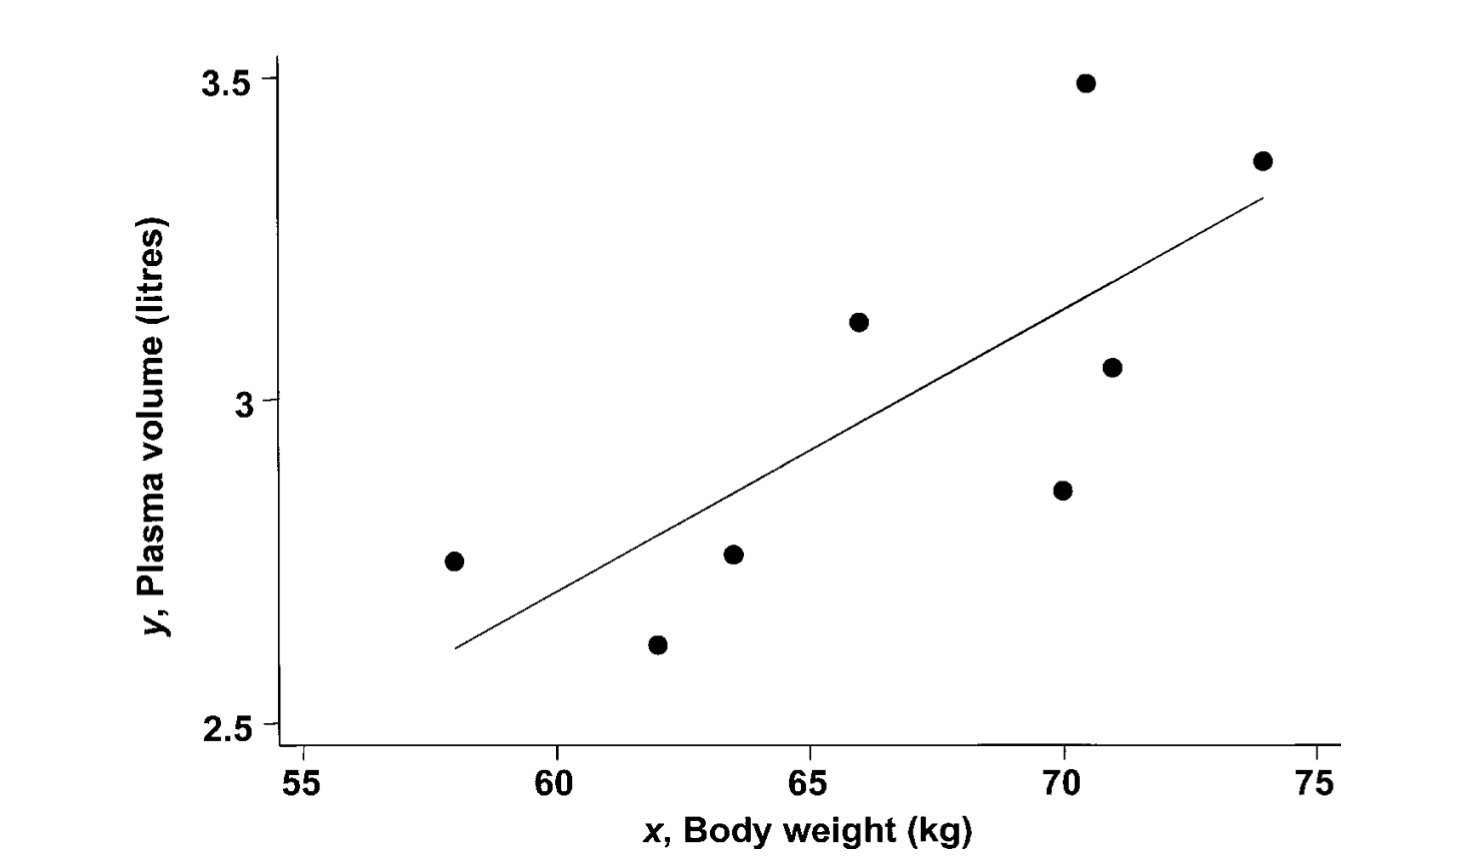 3.5
3
2.5
y, Plasma volume (litres)
55 60 65 70 75
x, Body weight (kg)